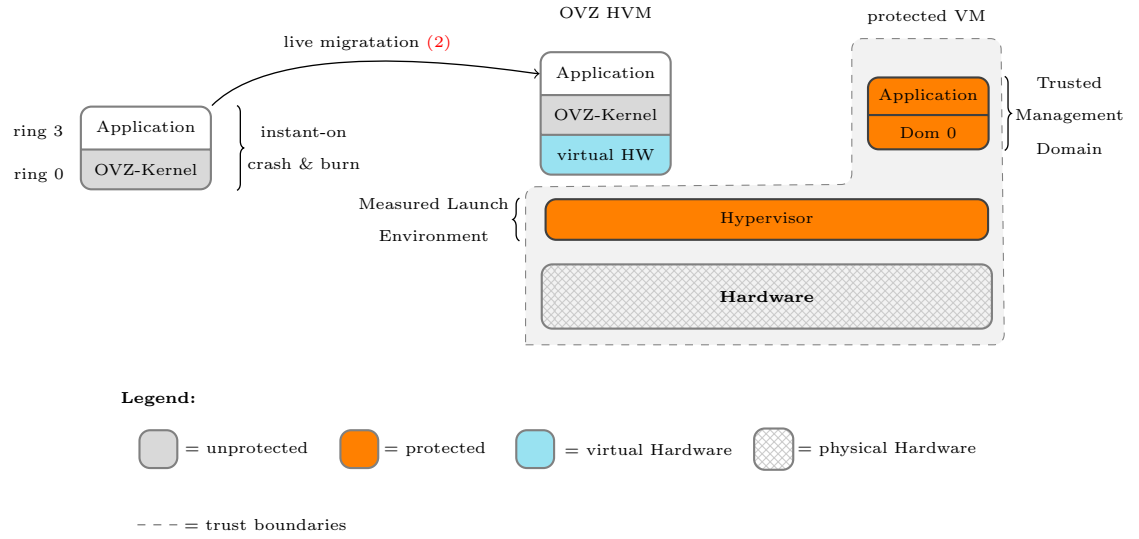 OVZ HVM
protected VM
live migratation (2)
Application
OVZ-Kernel
virtual HW
Application
Dom 0
Trusted
Management
Domain
ring 3
ring 0
Application
OVZ-Kernel
instant-on
crash & burn
Measured Launch
Environment
Hypervisor
Hardware
Legend:
= unprotected
= protected
= virtual Hardware
= physical Hardware
= trust boundaries